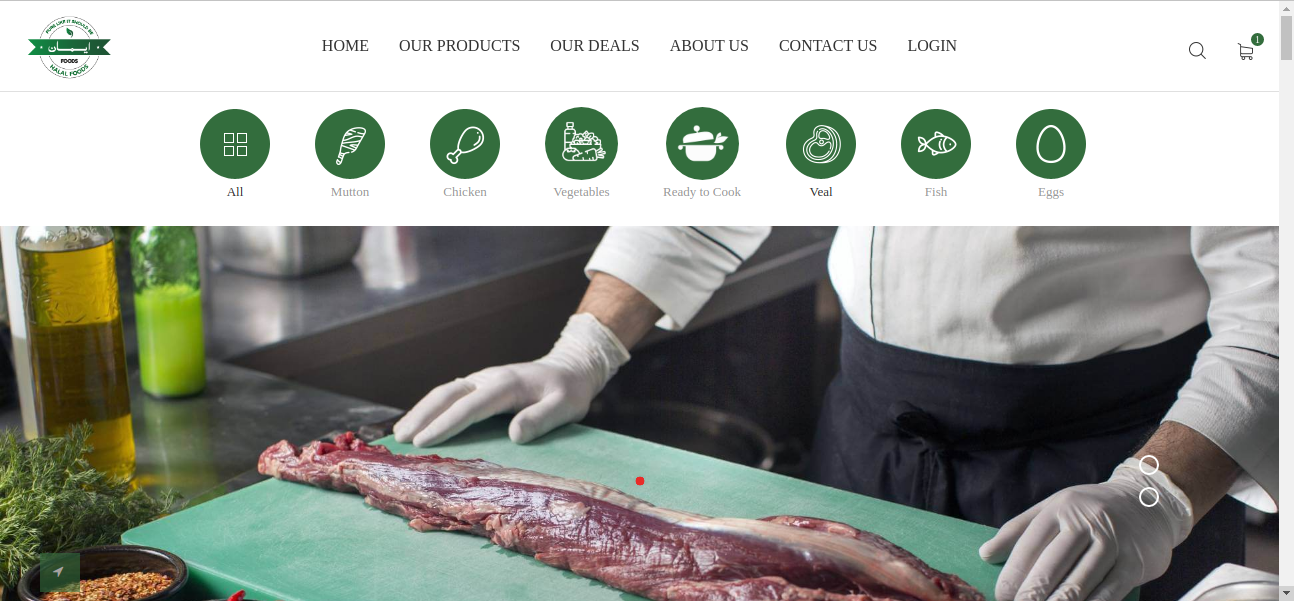 PURE LIKE IT SHOULD BE
ایمان
FOODS
HALAL FOODS
HOME OUR PRODUCTS OUR DEALS ABOUT US CONTACT US LOGIN
1
All Mutton Chicken Vegetables Ready to Cook Veal Fish Eggs